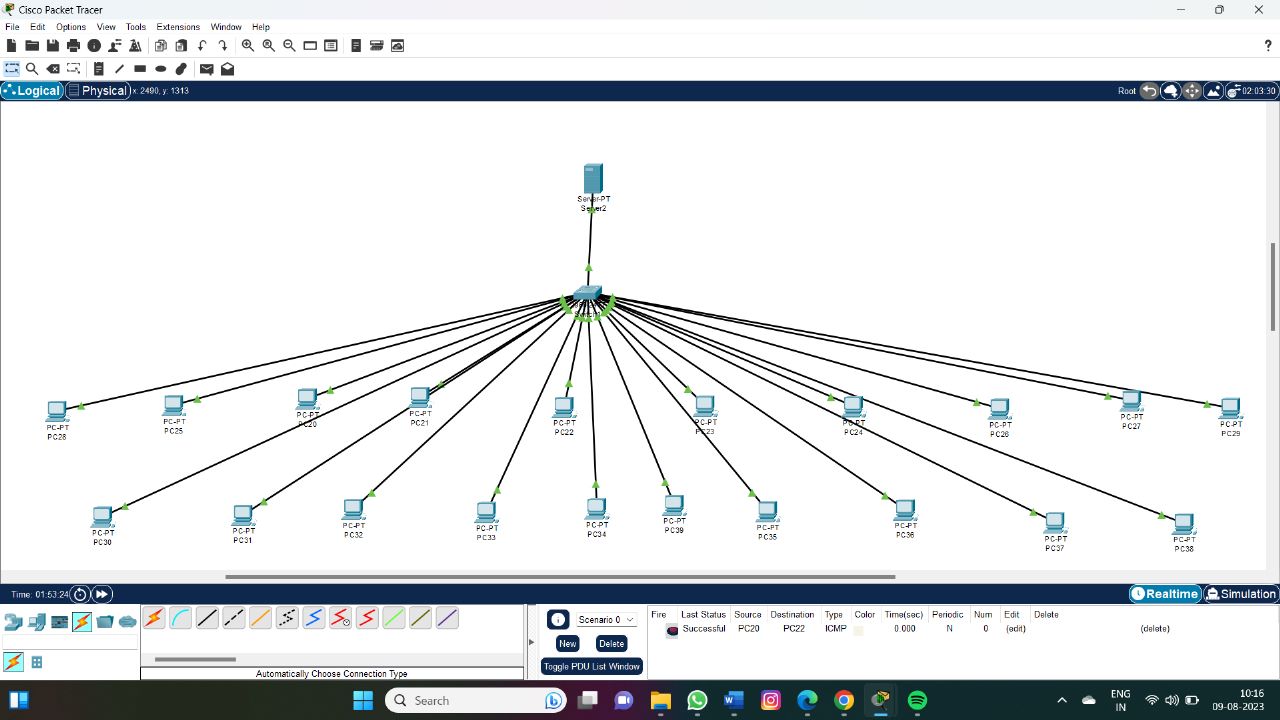 Cisco Packet Tracer
File Edit Options View Tools Extensions Window Help
?
Logical Physical x: 2490, y: 1313 Root 02:03:30
Server-PT
Server2
PC-PT
PC28
PC-PT
PC25
PC-PT
PC20
PC-PT
PC21
PC-PT
PC22
PC-PT
PC23
PC-PT
PC24
PC-PT
PC26
PC-PT
PC27
PC-PT
PC29
PC-PT
PC30
PC-PT
PC31
PC-PT
PC32
PC-PT
PC33
PC-PT
PC34
PC-PT
PC39
PC-PT
PC35
PC-PT
PC36
PC-PT
PC37
PC-PT
PC38
Time: 01:53:24 Realtime Simulation
Scenario 0
New Delete
Toggle PDU List Window
Fire Last Status Source Destination Type Color Time(sec) Periodic Num Edit Delete
Successful PC20 PC22 ICMP 0.000 N 0 (edit) (delete)
Automatically Choose Connection Type
Search
ENG
IN
10:16
09-08-2023